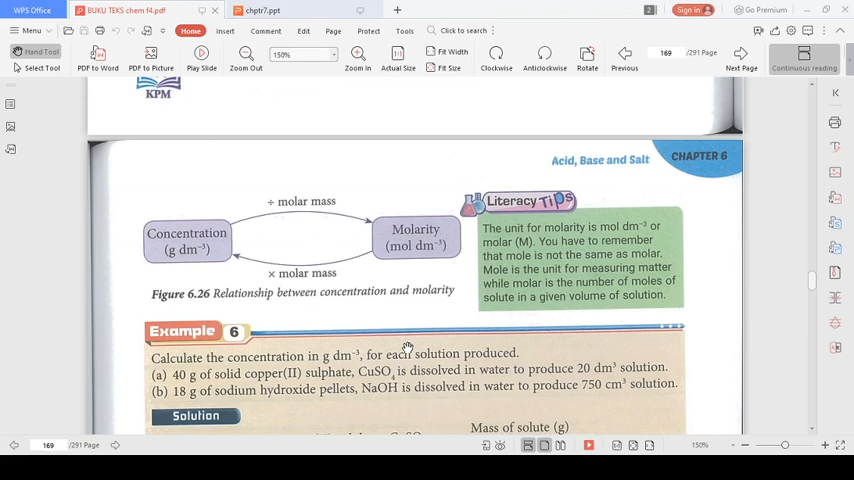 WPS Office
BUKU TEKS chem f4.pdf
chptr7.ppt
+
2
Sign in
Go Premium
Menu
Home
Insert
Comment
Edit
Page
Protect
Tools
Click to search
Hand Tool
Select Tool
PDF to Word
PDF to Picture
Play Slide
Zoom Out
150%
Zoom In
Actual Size
Fit Width
Fit Size
Clockwise
Anticlockwise
Rotate
Previous
169
/291 Page
Next Page
Continuous reading
KPM
Acid, Base and Salt
CHAPTER 6
÷ molar mass
Concentration
(g dm⁻³)
Molarity
(mol dm⁻³)
× molar mass
Figure 6.26 Relationship between concentration and molarity
Literacy Tips
The unit for molarity is mol dm⁻³ or
molar (M). You have to remember
that mole is not the same as molar.
Mole is the unit for measuring matter
while molar is the number of moles of
solute in a given volume of solution.
Example 6
Calculate the concentration in g dm⁻³, for each solution produced.
(a) 40 g of solid copper(II) sulphate, CuSO₄ is dissolved in water to produce 20 dm³ solution.
(b) 18 g of sodium hydroxide pellets, NaOH is dissolved in water to produce 750 cm³ solution.
Solution
Mass of solute (g)
169
/291 Page
150%